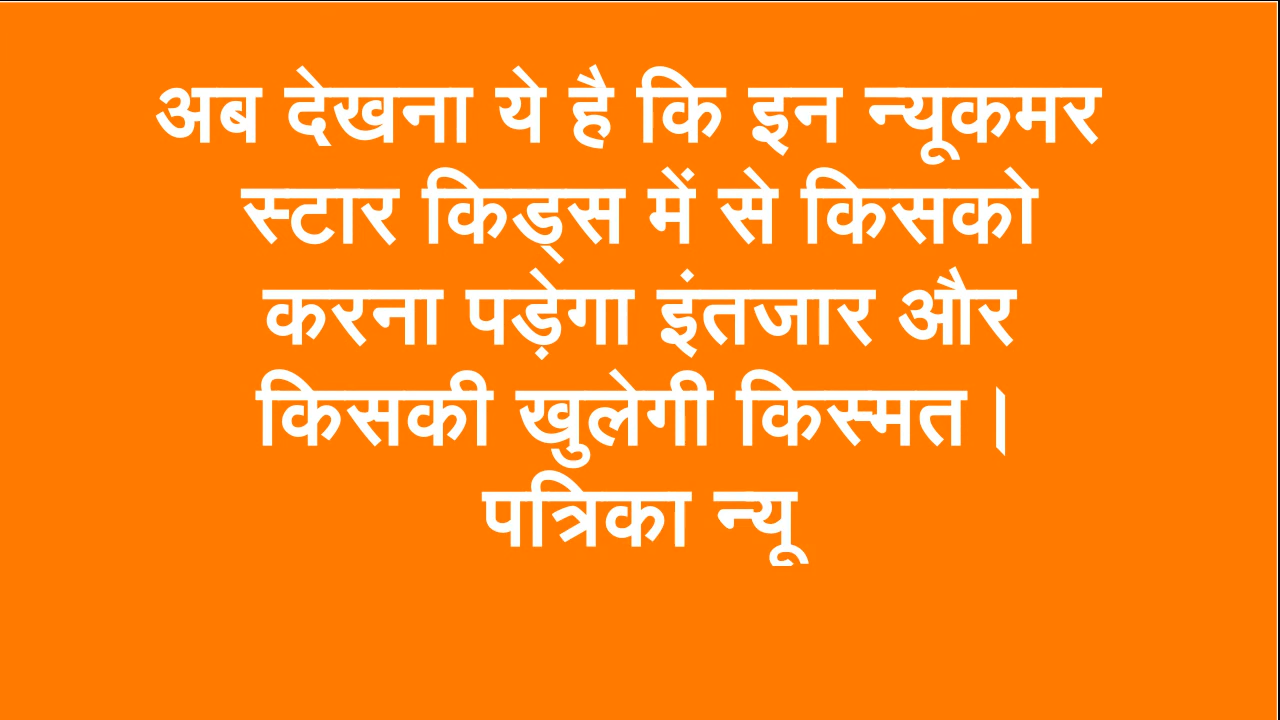 अब देखना ये है कि इन न्यूकमर
स्टार किड्स में से किसको
करना पड़ेगा इंतजार और
किसकी खुलेगी किस्मत।
पत्रिका न्यू